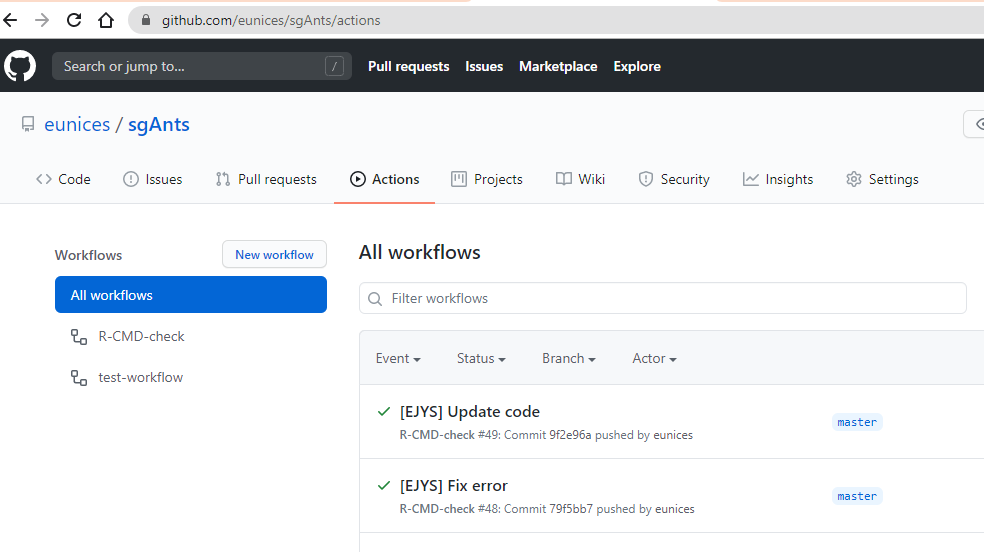 github.com/eunices/sgAnts/actions
Search or jump to... /
Pull requests Issues Marketplace Explore
eunices / sgAnts
Code Issues Pull requests Actions Projects Wiki Security Insights Settings
Workflows
New workflow
All workflows
R-CMD-check
test-workflow
All workflows
Filter workflows
Event Status Branch Actor
[EJYS] Update code
R-CMD-check #49: Commit 9f2e96a pushed by eunices
master
[EJYS] Fix error
R-CMD-check #48: Commit 79f5bb7 pushed by eunices
master